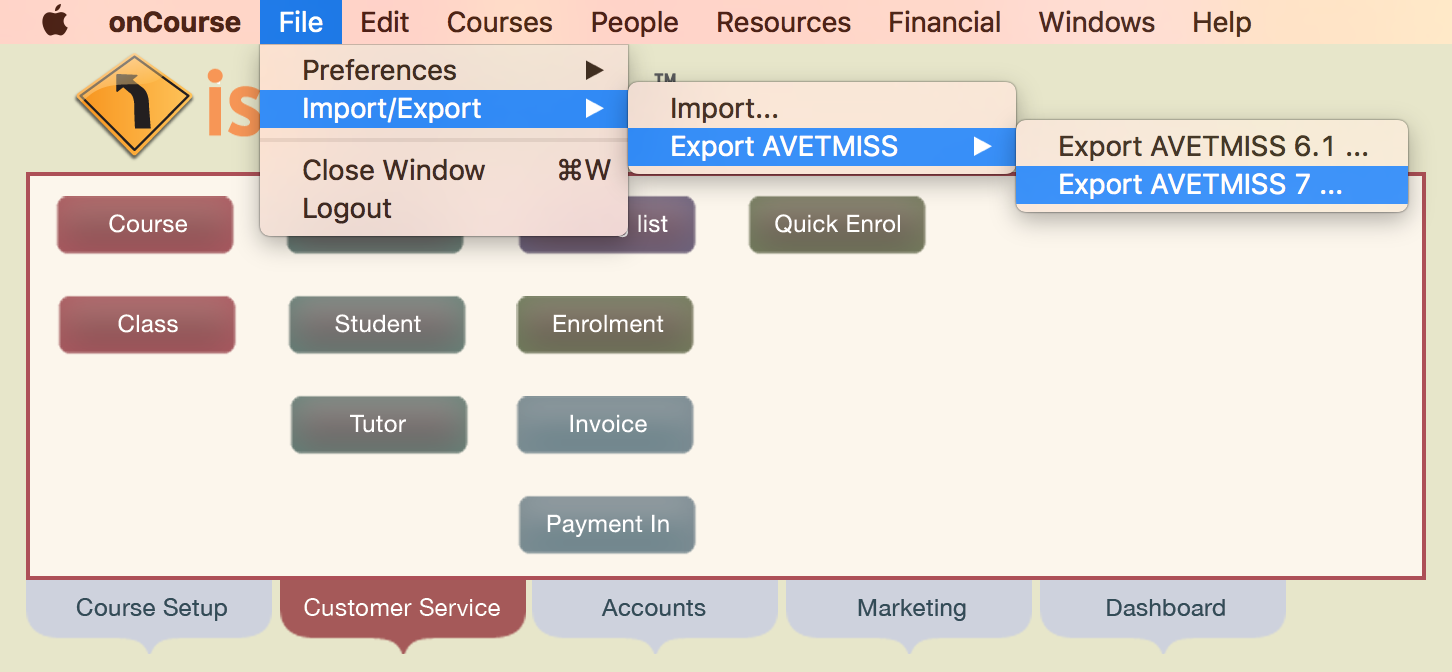 onCourse File Edit Courses People Resources Financial Windows Help
Preferences
Import/Export
Close Window ⌘W
Logout
Import...
Export AVETMISS
Export AVETMISS 6.1 ...
Export AVETMISS 7 ...
is
TM
Course
list
Quick Enrol
Class
Student
Enrolment
Tutor
Invoice
Payment In
Course Setup
Customer Service
Accounts
Marketing
Dashboard